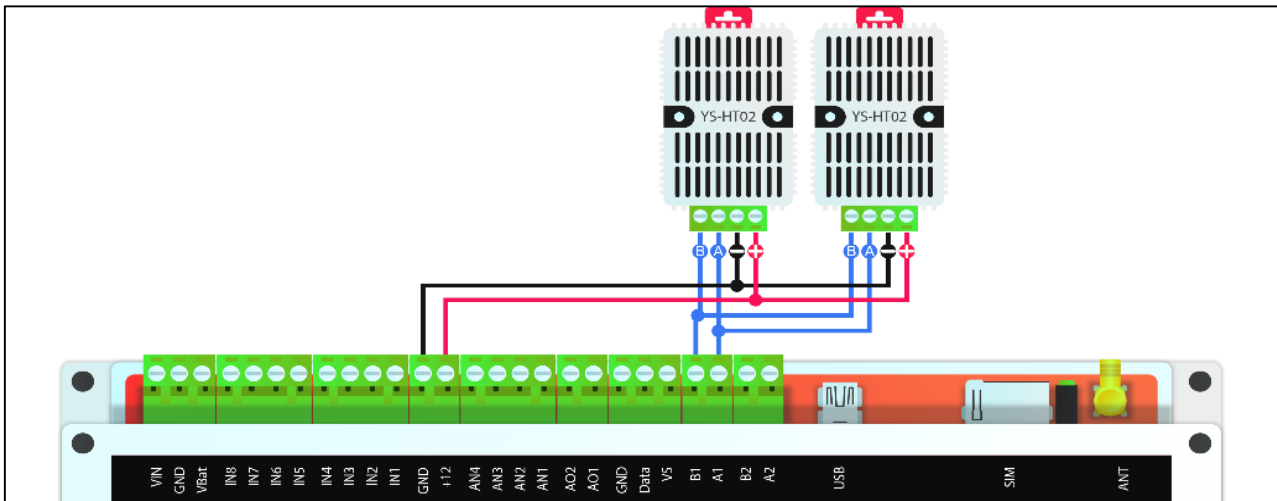 YS-HT02 YS-HT02
B A − + B A − +
VIN GND VBat IN8 IN7 IN6 IN5 IN4 IN3 IN2 IN1 GND +12 AN4 AN3 AN2 AN1 AO2 AO1 GND Data V5 B1 A1 B2 A2 USB SIM ANT